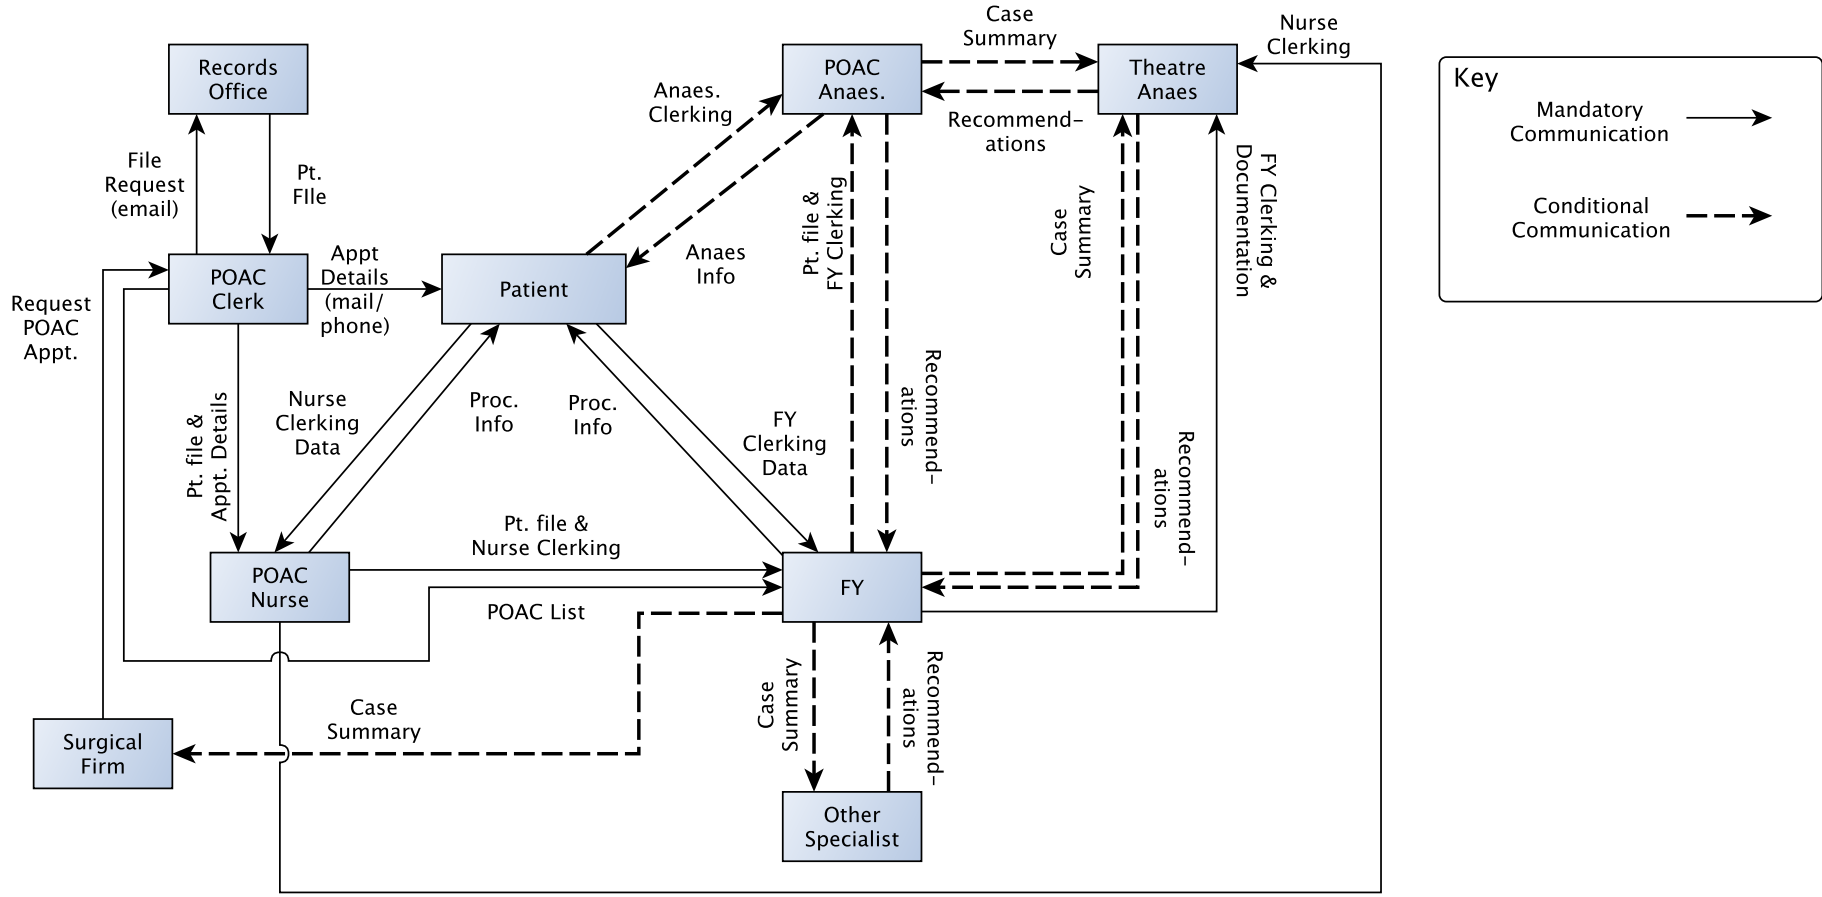 Case
Summary
Nurse
Clerking
Records
Office
POAC
Anaes.
Theatre
Anaes
Key
Mandatory
Communication
Conditional
Communication
Anaes.
Clerking
Recommend-
ations
File
Request
(email)
Pt.
FIle
Pt. file &
FY Clerking
Case
Summary
FY Clerking &
Documentation
Appt
Details
(mail/
phone)
POAC
Clerk
Patient
Anaes
Info
Request
POAC
Appt.
Pt. file &
Appt. Details
Nurse
Clerking
Data
Proc.
Info
Proc.
Info
FY
Clerking
Data
Recommend-
ations
Recommend-
ations
Pt. file &
Nurse Clerking
POAC
Nurse
FY
POAC List
Case
Summary
Recommend-
ations
Case
Summary
Surgical
Firm
Other
Specialist